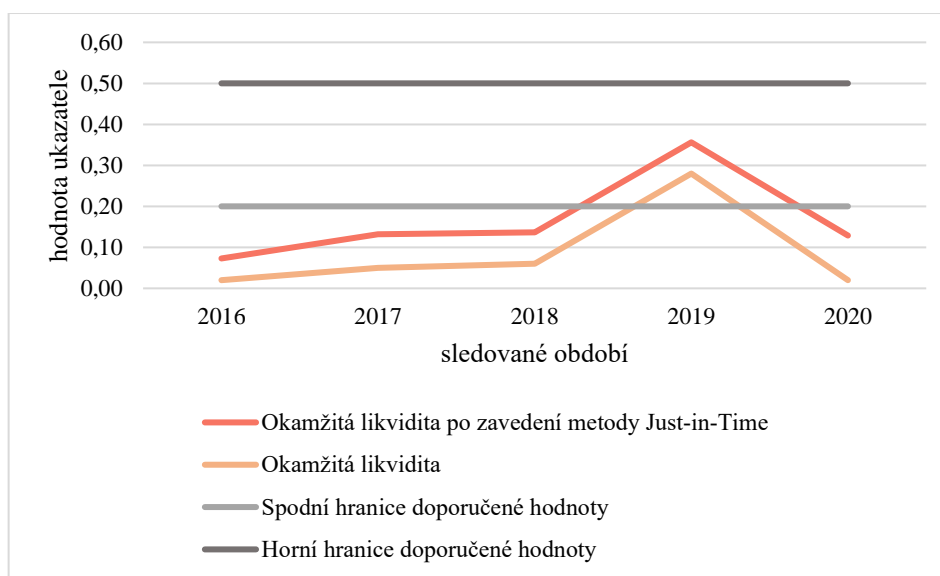 0,60
0,50
0,40
0,30
0,20
0,10
0,00
hodnota ukazatele
2016 2017 2018 2019 2020
sledované období
Okamžitá likvidita po zavedení metody Just-in-Time
Okamžitá likvidita
Spodní hranice doporučené hodnoty
Horní hranice doporučené hodnoty